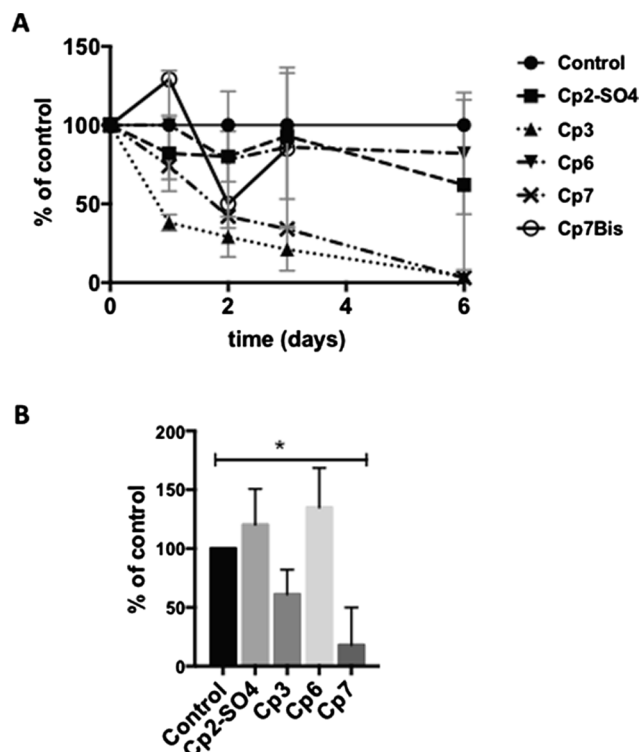 A
150
100
50
0
% of control
0 2 4 6
time (days)
Control
Cp2-SO4
Cp3
Cp6
Cp7
Cp7Bis
B
200
150
100
50
0
% of control
*
Control
Cp2-SO4
Cp3
Cp6
Cp7